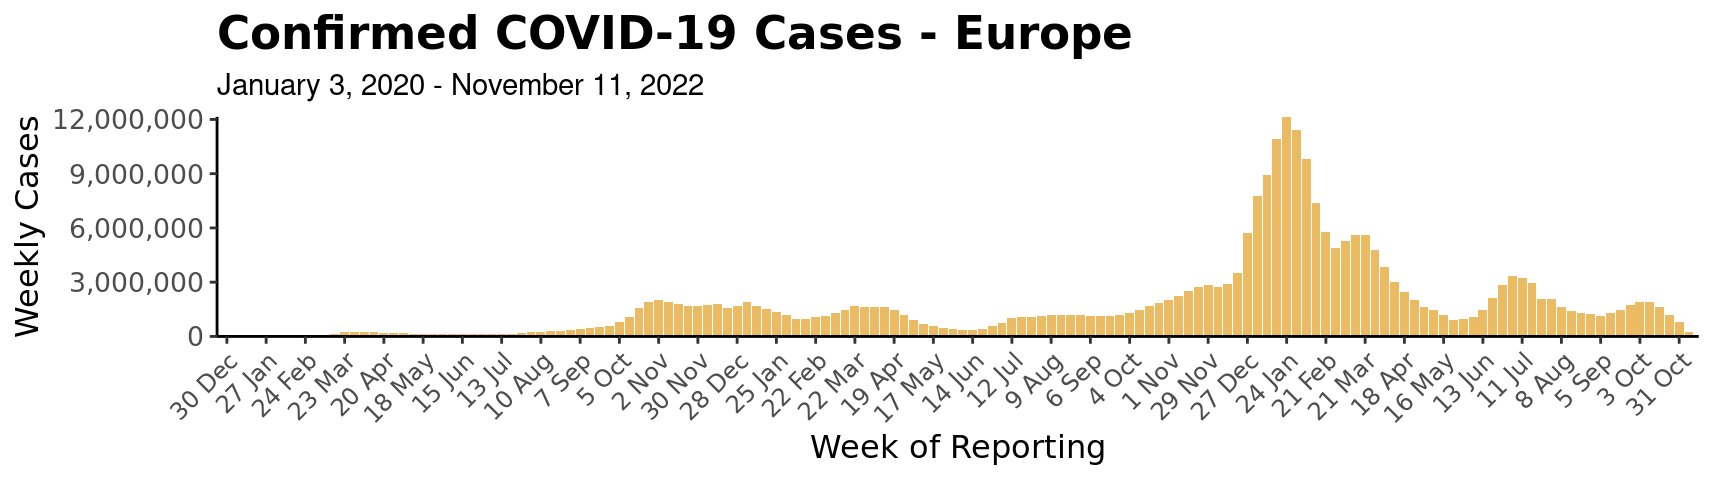 Confirmed COVID-19 Cases - Europe
January 3, 2020 - November 11, 2022
Weekly Cases
12,000,000
9,000,000
6,000,000
3,000,000
0
30 Dec
27 Jan
24 Feb
23 Mar
20 Apr
18 May
15 Jun
13 Jul
10 Aug
7 Sep
5 Oct
2 Nov
30 Nov
28 Dec
25 Jan
22 Feb
22 Mar
19 Apr
17 May
14 Jun
12 Jul
9 Aug
6 Sep
4 Oct
1 Nov
29 Nov
27 Dec
24 Jan
21 Feb
21 Mar
18 Apr
16 May
13 Jun
11 Jul
8 Aug
5 Sep
3 Oct
31 Oct
Week of Reporting